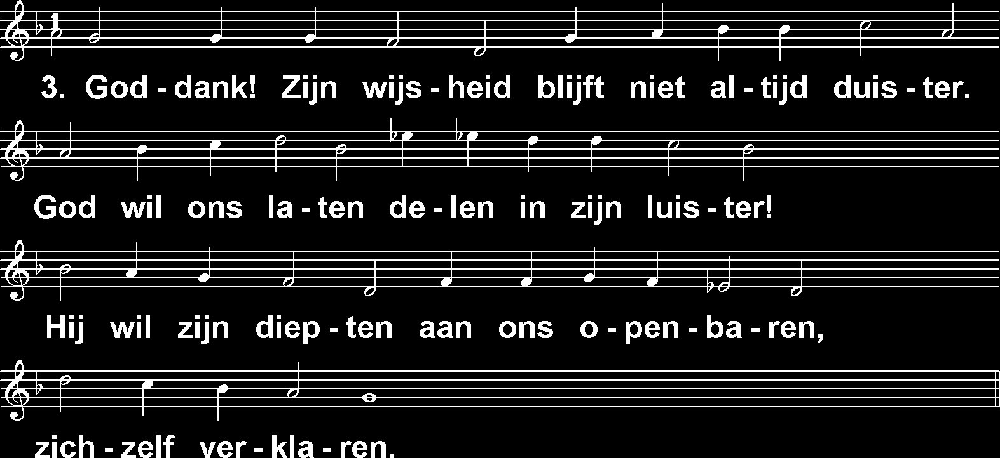 1
3. God - dank! Zijn wijs - heid blijft niet al - tijd duis - ter.
God wil ons la - ten de - len in zijn luis - ter!
Hij wil zijn diep - ten aan ons o - pen - ba - ren,
zich - zelf ver - kla - ren.